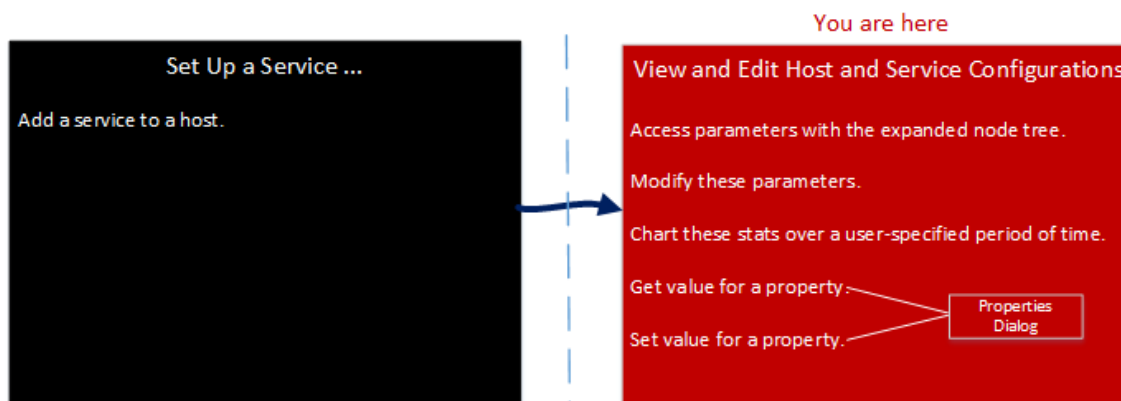 You are here
Set Up a Service ...
Add a service to a host.
View and Edit Host and Service Configurations
Access parameters with the expanded node tree.
Modify these parameters.
Chart these stats over a user-specified period of time.
Get value for a property.
Set value for a property.
Properties
Dialog